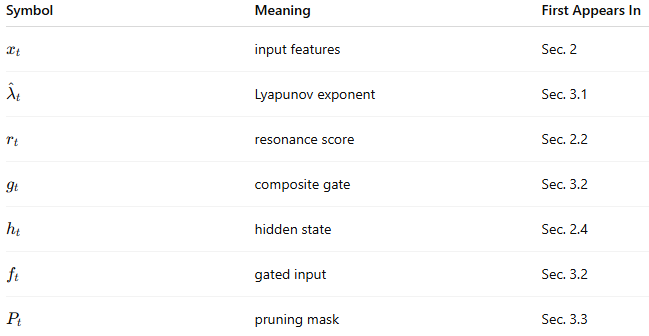 Symbol Meaning First Appears In
x_t input features Sec. 2
λ̂_t Lyapunov exponent Sec. 3.1
r_t resonance score Sec. 2.2
g_t composite gate Sec. 3.2
h_t hidden state Sec. 2.4
f_t gated input Sec. 3.2
P_t pruning mask Sec. 3.3